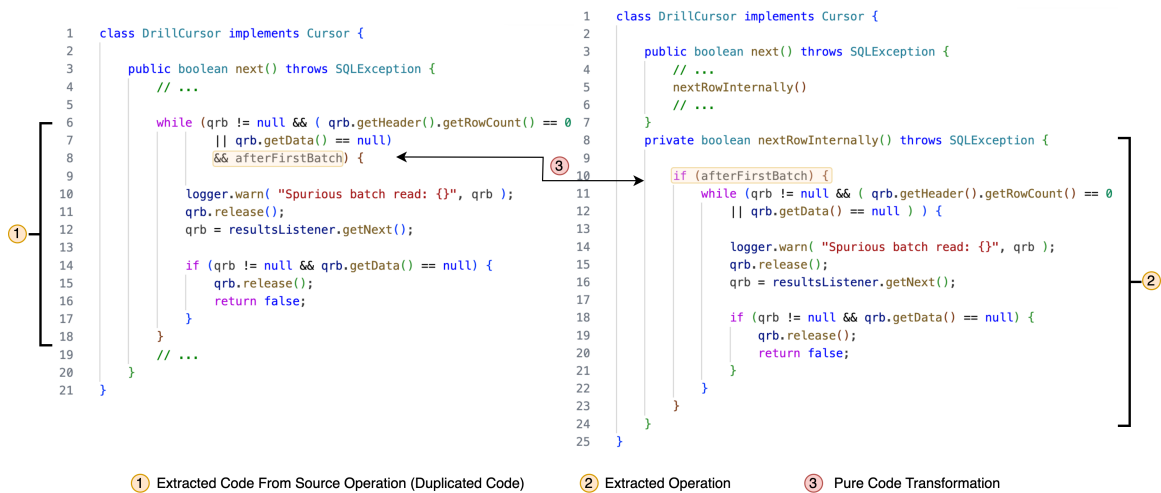 1 class DrillCursor implements Cursor {
2
3 public boolean next() throws SQLException {
4 // ...
5
6 while (qrb != null && ( qrb.getHeader().getRowCount() == 0
7 || qrb.getData() == null)
8 && afterFirstBatch) {
9
10 logger.warn( "Spurious batch read: {}", qrb );
11 qrb.release();
12 qrb = resultsListener.getNext();
13
14 if (qrb != null && qrb.getData() == null) {
15 qrb.release();
16 return false;
17 }
18 }
19 // ...
20 }
21 }
1
1 class DrillCursor implements Cursor {
2
3 public boolean next() throws SQLException {
4 // ...
5 nextRowInternally()
6 // ...
7 }
8 private boolean nextRowInternally() throws SQLException {
9
10 if (afterFirstBatch) {
11 while (qrb != null && ( qrb.getHeader().getRowCount() == 0
12 || qrb.getData() == null ) ) {
13
14 logger.warn( "Spurious batch read: {}", qrb );
15 qrb.release();
16 qrb = resultsListener.getNext();
17
18 if (qrb != null && qrb.getData() == null) {
19 qrb.release();
20 return false;
21 }
22 }
23 }
24 }
25 }
3
2
1 Extracted Code From Source Operation (Duplicated Code)
2 Extracted Operation
3 Pure Code Transformation